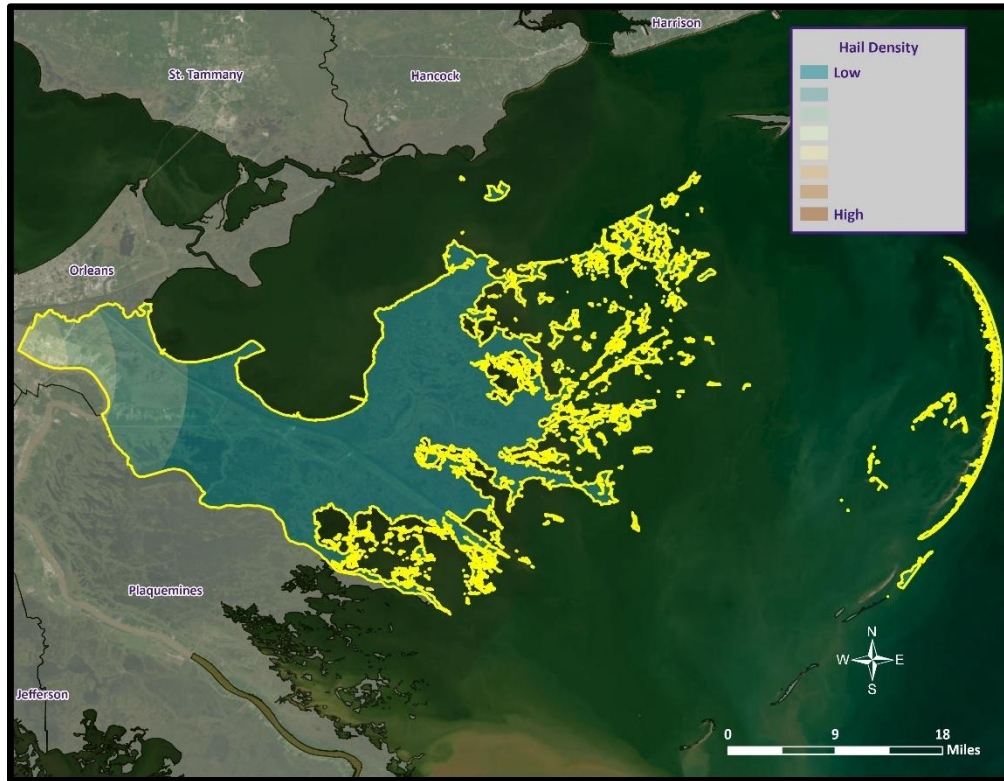 Harrison
Hancock
St. Tammany
Hail Density
Low
High
Orleans
Plaquemines
Jefferson
N
W E
S
0 9 18
Miles